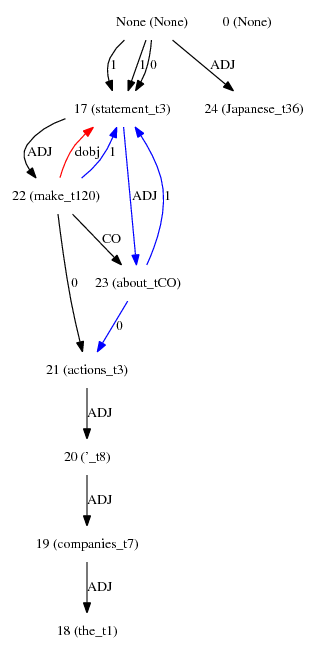 None (None) 0 (None)
1 1 0 ADJ
17 (statement_t3) 24 (Japanese_t36)
ADJ dobj 1
22 (make_t120) ADJ 1
CO
0 23 (about_tCO)
0
21 (actions_t3)
ADJ
20 ('_t8)
ADJ
19 (companies_t7)
ADJ
18 (the_t1)